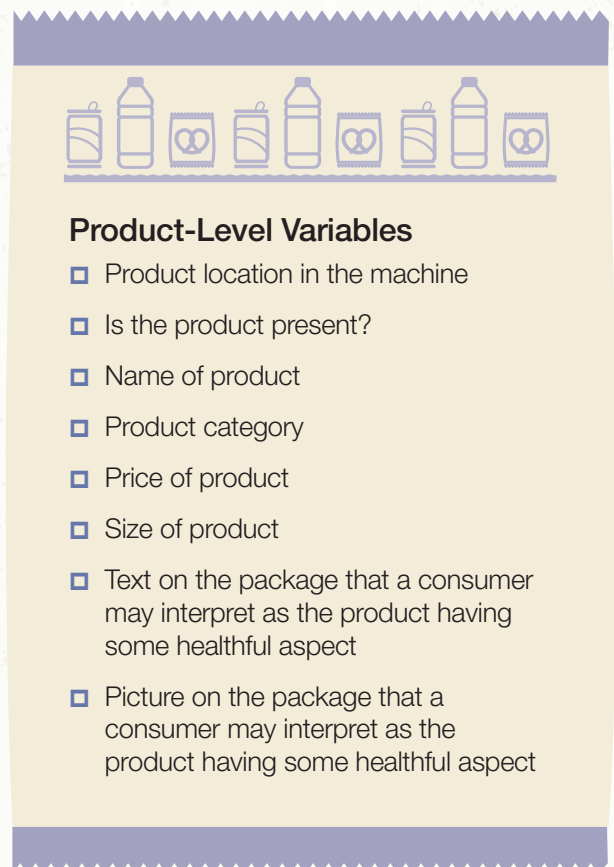 Product-Level Variables
Product location in the machine
Is the product present?
Name of product
Product category
Price of product
Size of product
Text on the package that a consumer
may interpret as the product having
some healthful aspect
Picture on the package that a
consumer may interpret as the
product having some healthful aspect